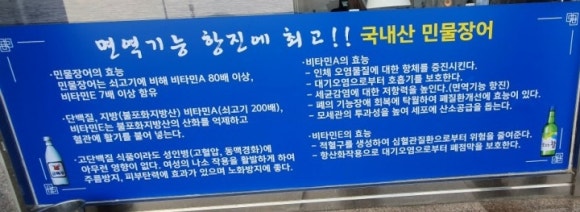 면역기능 항진에 최고!! 국내산 민물장어
·민물장어의 효능
민물장어는 쇠고기에 비해 비타민A 80배 이상,
비타민E 7배 이상 함유
·단백질, 지방(불포화지방산) 비타민A(쇠고기 200배),
비타민E는 불포화지방산의 산화를 억제하고
혈관에 활기를 불어 넣는다.
·고단백질 식물이라도 성인병(고혈압, 동맥경화)에
아무런 영향이 없다. 여성의 나소 작용을 활발하게 하여
주름방지, 피부탄력에 효과가 있으며 노화방지에 좋다.
·비타민A의 효능
- 인체 오염물질에 대한 항체를 증진시킨다.
- 대기오염으로부터 호흡기를 보호한다.
- 세균감염에 대한 저항력을 높인다.(면역기능 항진)
- 폐의 기능장애 회복에 탁월하여 폐질환개선에 효능이 있다.
- 모세관의 투과성을 높여 세포에 산소공급을 돕는다.
·비타민E의 효능
- 적혈구를 생성하여 심혈관질환으로부터 위험을 줄여준다.
- 항산화작용으로 대기오염으로부터 폐점막을 보호한다.